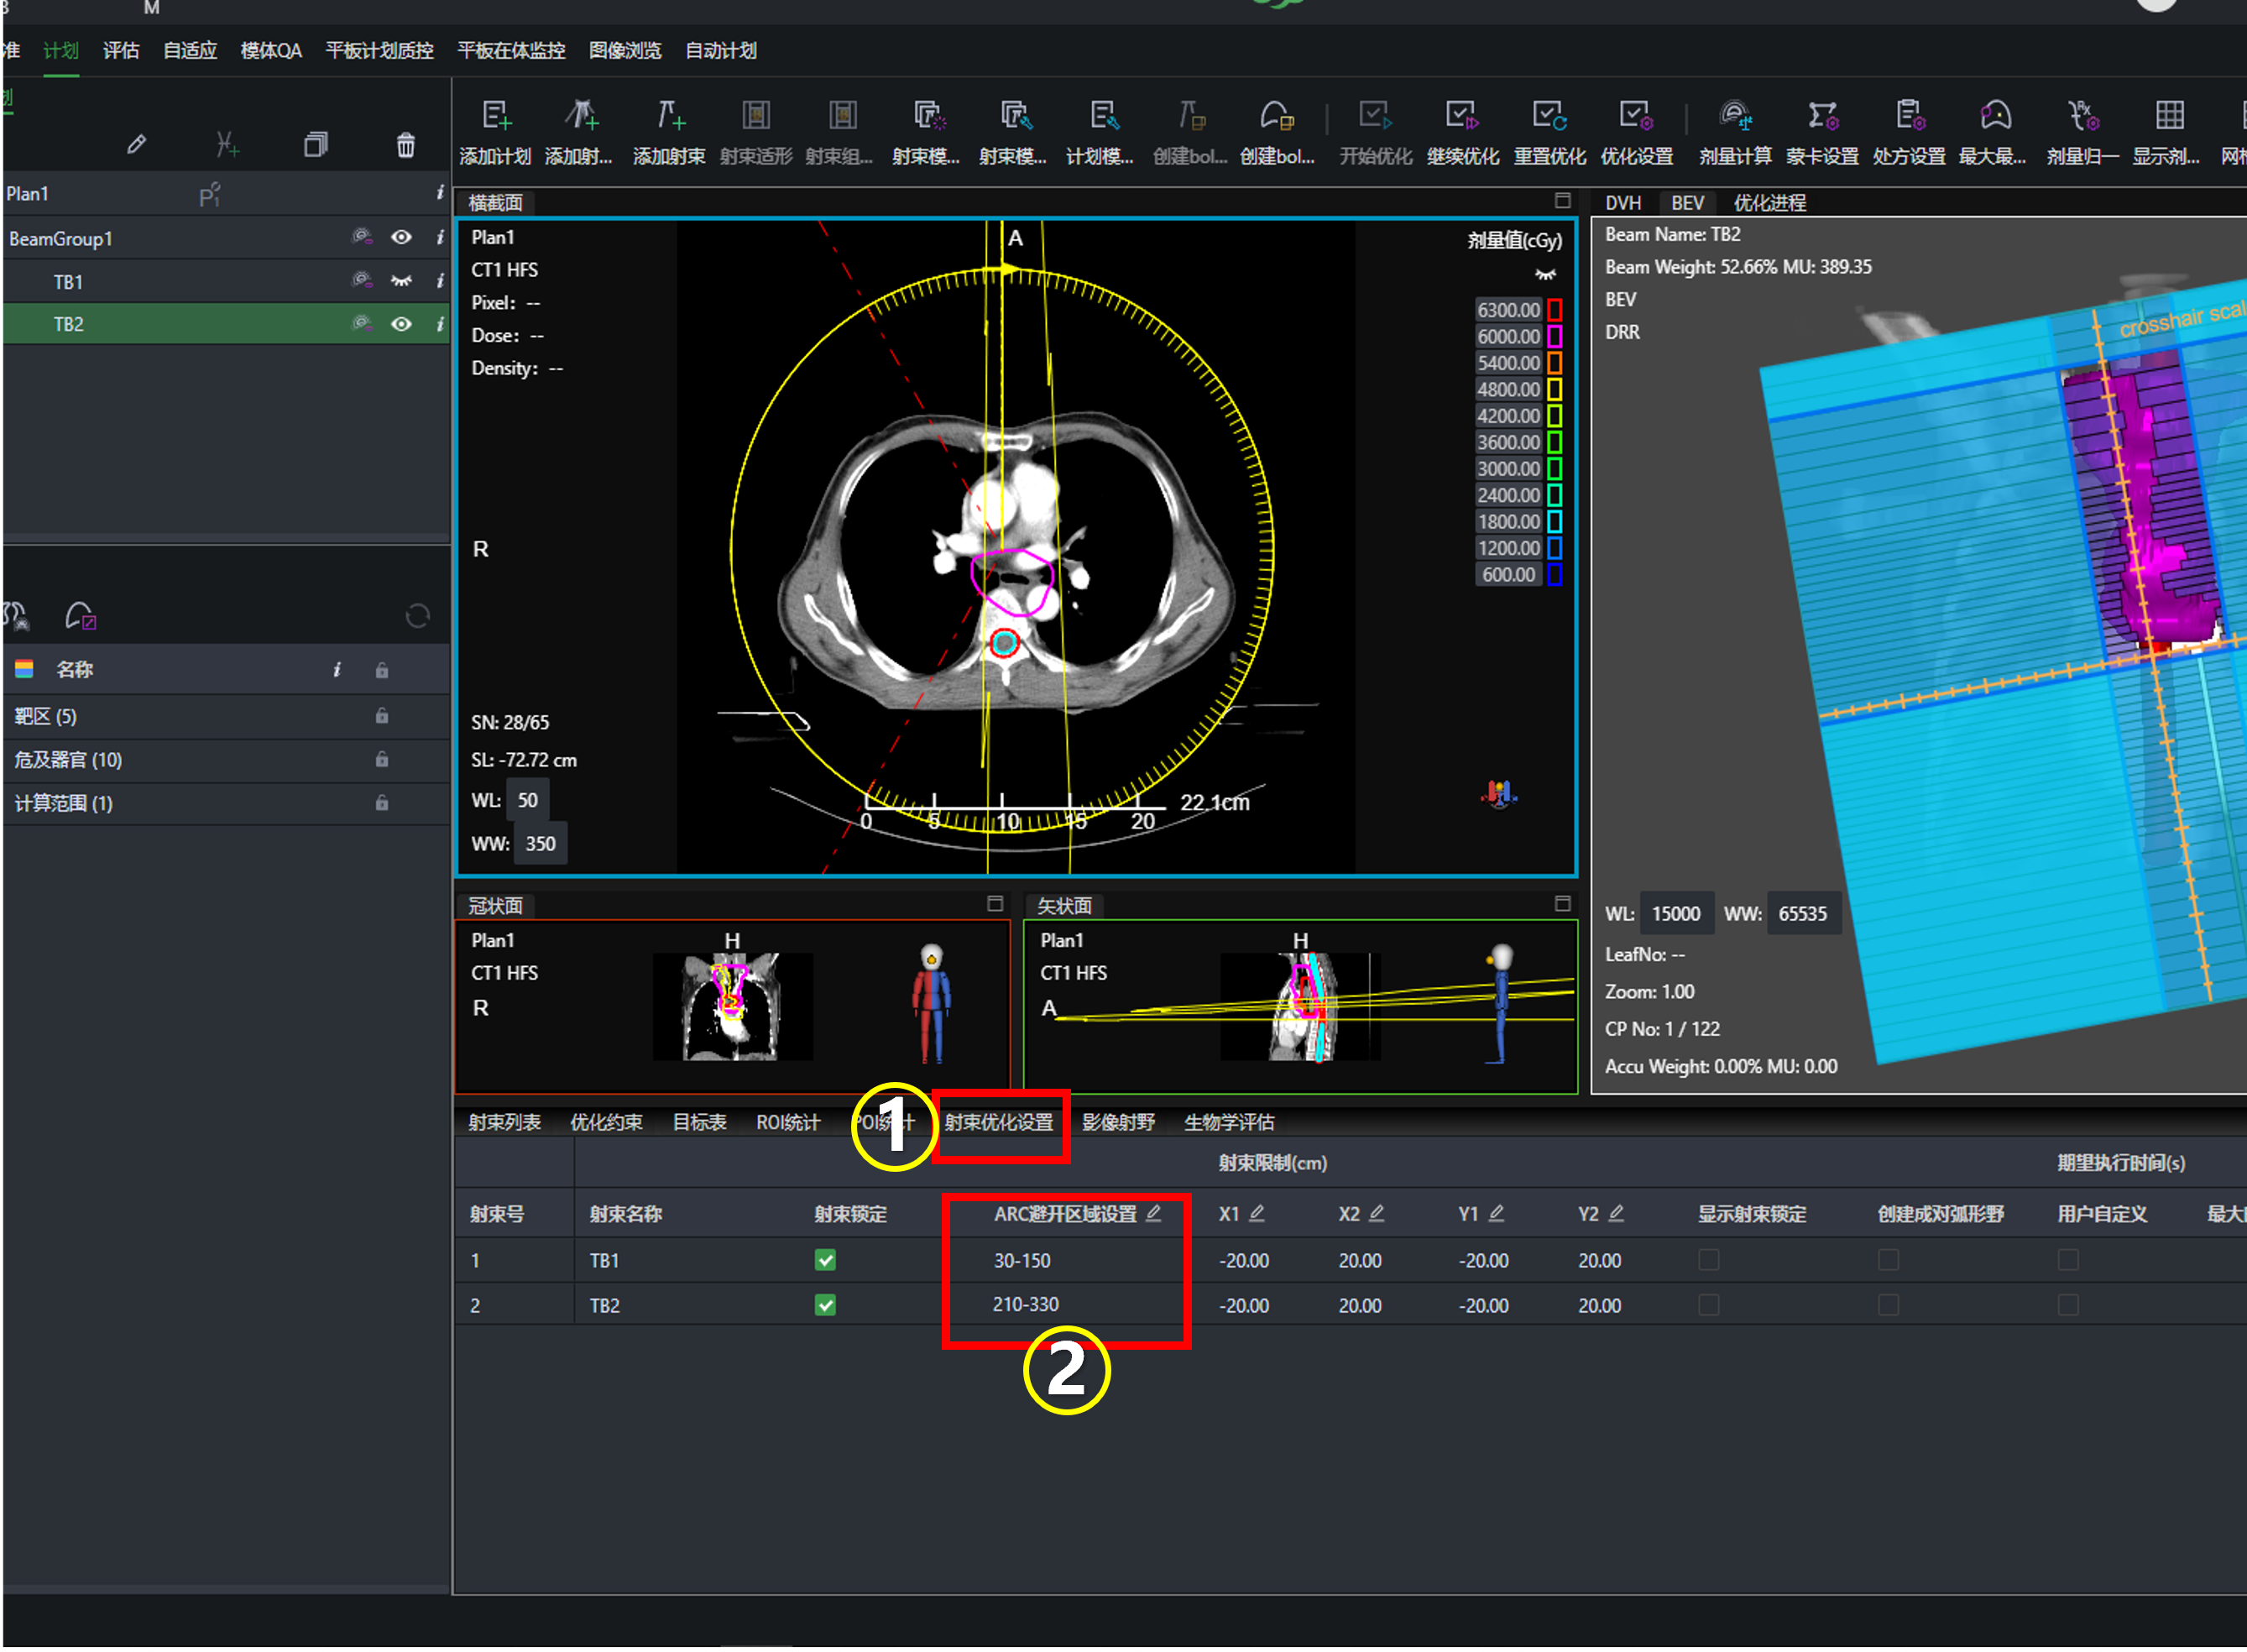 M
计划 评估 自适应 模体QA 平板计划质控 平板在体监控 图像浏览 自动计划
添加计划 添加射... 添加射束 射束适形 射束组... 射束模... 射束模... 计划模... 创建bol... 创建bol... 开始优化 继续优化 重置优化 优化设置 剂量计算 蒙卡设置 处方设置 最大最... 剂量归一 显示剂...
Plan1
BeamGroup1
TB1
TB2
名称
靶区 (5)
危及器官 (10)
计算范围 (1)
横截面
Plan1
CT1 HFS
Pixel: --
Dose: --
Density: --
A
R
剂量值(cGy)
6300.00
6000.00
5400.00
4800.00
4200.00
3600.00
3000.00
2400.00
1800.00
1200.00
600.00
SN: 28/65
SL: -72.72 cm
WL: 50
WW: 350
0 5 10 15 20
22.1cm
DVH BEV 优化进程
Beam Name: TB2
Beam Weight: 52.66% MU: 389.35
BEV
DRR
crosshair scal
WL: 15000 WW: 65535
LeafNo: --
Zoom: 1.00
CP No: 1 / 122
Accu Weight: 0.00% MU: 0.00
冠状面
Plan1
CT1 HFS
R
H
矢状面
Plan1
CT1 HFS
A
H
射束列表 优化约束 目标表 ROI统计 POI统计 射束优化设置 影像射野 生物学评估
1
射束限制(cm) 期望执行时间(s)
射束号 射束名称 射束锁定 ARC避开区域设置 X1 X2 Y1 Y2 显示射束锁定 创建成对弧形野 用户自定义 最大
1 TB1 30-150 -20.00 20.00 -20.00 20.00
2 TB2 210-330 -20.00 20.00 -20.00 20.00
2